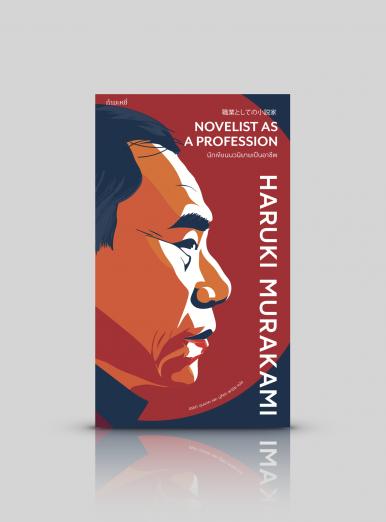 กำมะหยี่
職業としての小説家
NOVELIST AS
A PROFESSION
นักเขียนนวนิยายเป็นอาชีพ
HARUKI MURAKAMI